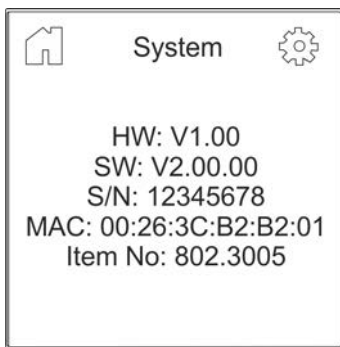 System
HW: V1.00
SW: V2.00.00
S/N: 12345678
MAC: 00:26:3C:B2:B2:01
Item No: 802.3005